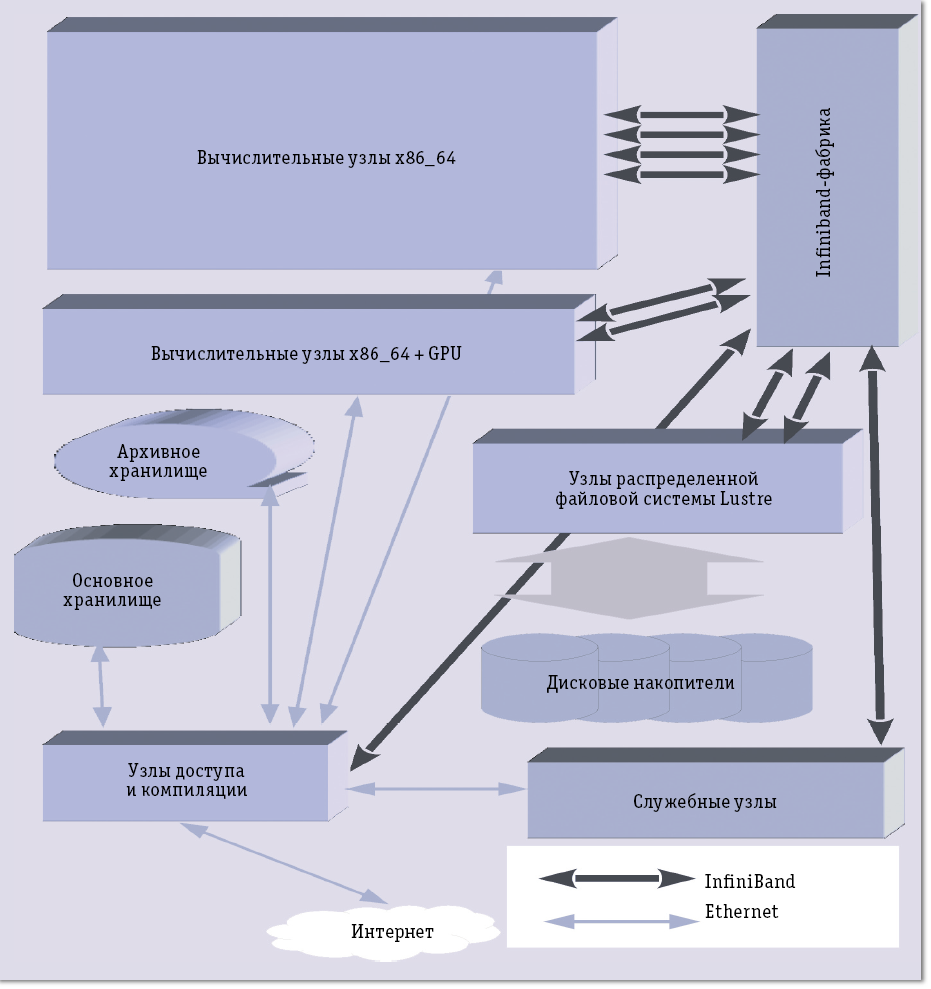 Вычислительные узлы x86_64
Infiniband-фабрика
Вычислительные узлы x86_64 + GPU
Архивное
хранилище
Узлы распределенной
файловой системы Lustre
Основное
хранилище
Дисковые накопители
Узлы доступа
и компиляции
Служебные узлы
InfiniBand
Ethernet
Интернет